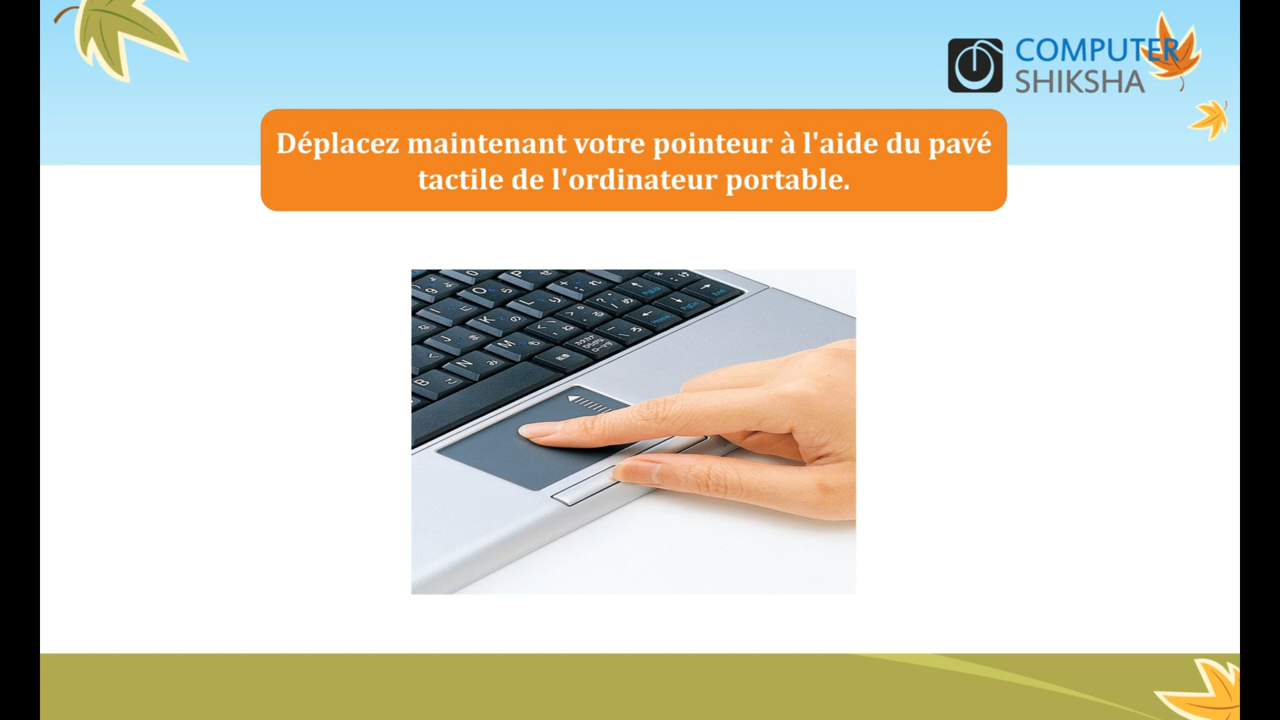 COMPUTER
SHIKSHA
Déplacez maintenant votre pointeur à l'aide du pavé
tactile de l'ordinateur portable.